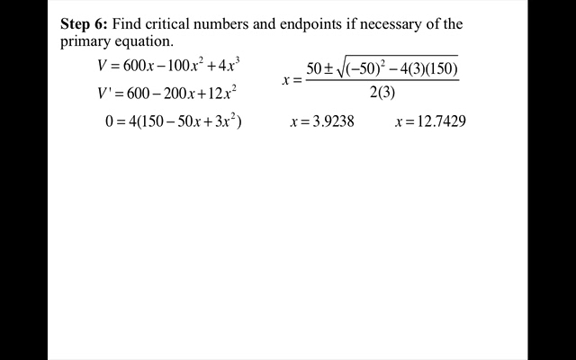 Step 6: Find critical numbers and endpoints if necessary of the
primary equation.
V = 600x − 100x² + 4x³
V' = 600 − 200x + 12x²
0 = 4(150 − 50x + 3x²)
x = (50 ± √((−50)² − 4(3)(150))) / 2(3)
x = 3.9238 x = 12.7429